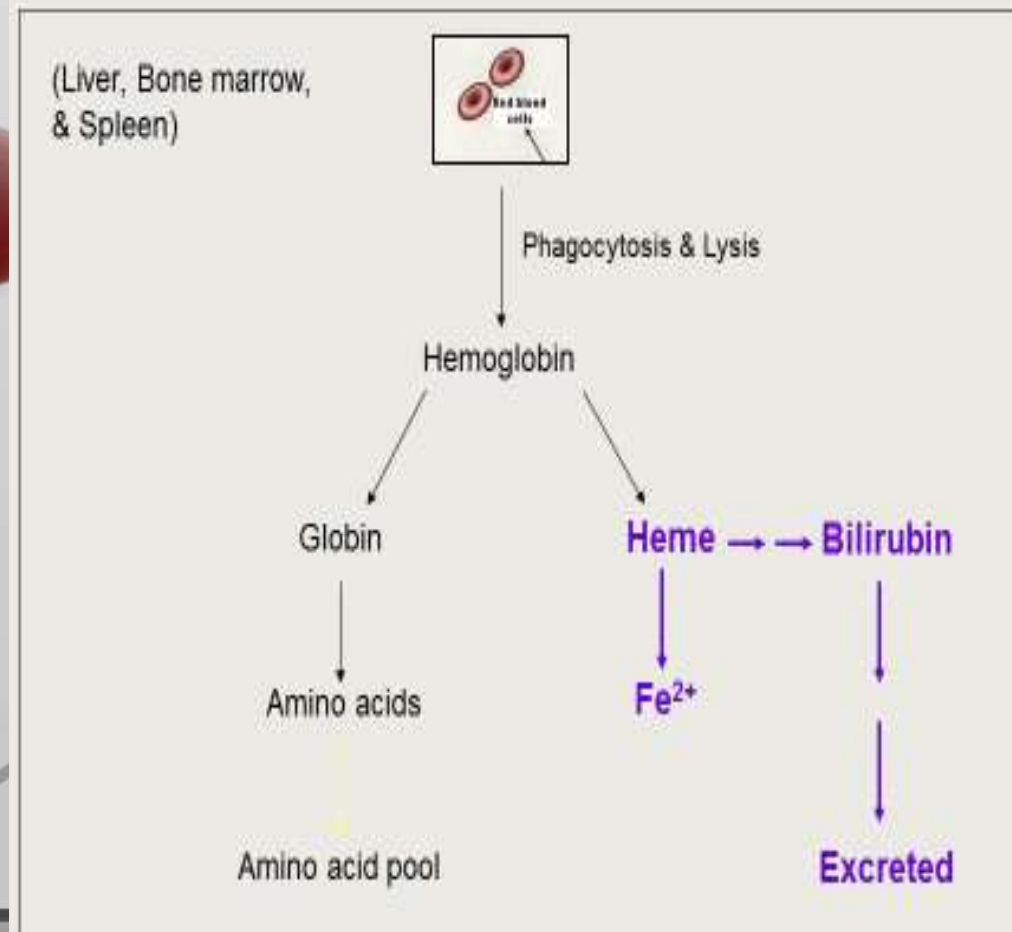 (Liver, Bone marrow,
& Spleen)
Red blood
cells
Phagocytosis & Lysis
Hemoglobin
Globin
Heme
Bilirubin
Amino acids
Fe²⁺
Amino acid pool
Excreted